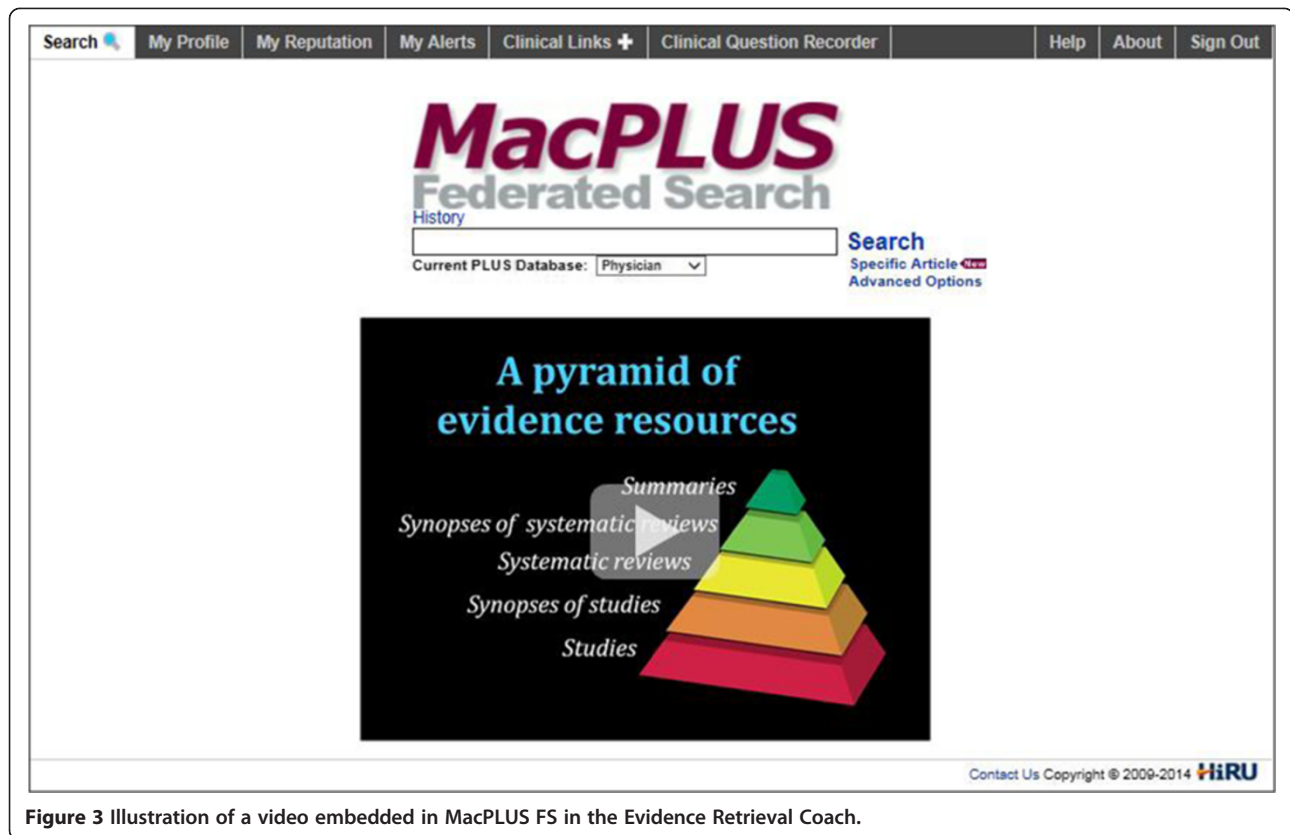 Search My Profile My Reputation My Alerts Clinical Links Clinical Question Recorder Help About Sign Out
MacPLUS
Federated Search
History
Search
Current PLUS Database: Physician
Specific Article New
Advanced Options
A pyramid of
evidence resources
Summaries
Synopses of systematic reviews
Systematic reviews
Synopses of studies
Studies
Contact Us Copyright © 2009-2014 HiRU
Figure 3 Illustration of a video embedded in MacPLUS FS in the Evidence Retrieval Coach.